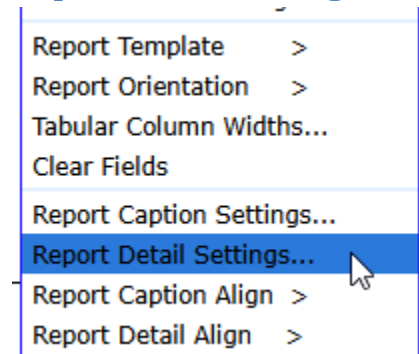 Report Template >
Report Orientation >
Tabular Column Widths...
Clear Fields
Report Caption Settings...
Report Detail Settings...
Report Caption Align >
Report Detail Align >